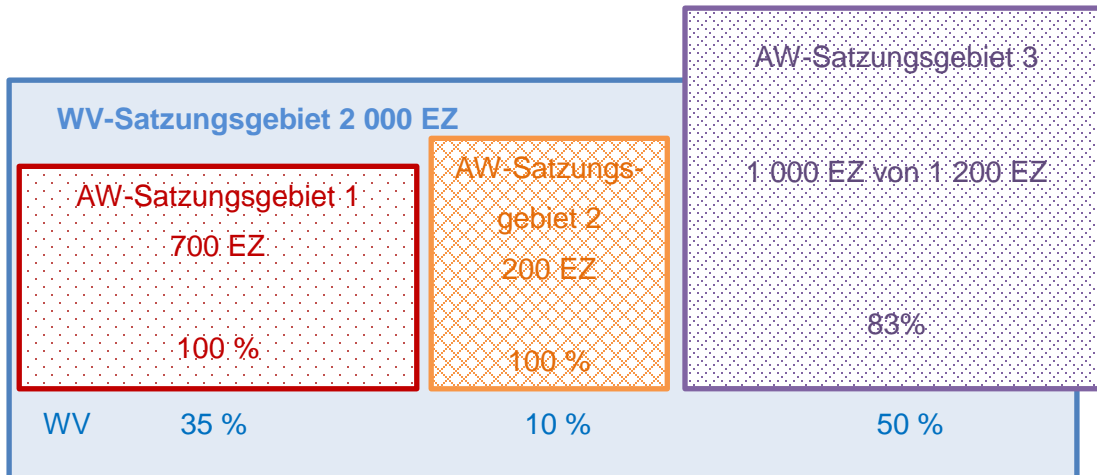 WV-Satzungsgebiet 2 000 EZ
AW-Satzungsgebiet 1
700 EZ
100 %
AW-Satzungs-
gebiet 2
200 EZ
100 %
AW-Satzungsgebiet 3
1 000 EZ von 1 200 EZ
83%
WV 35 % 10 % 50 %